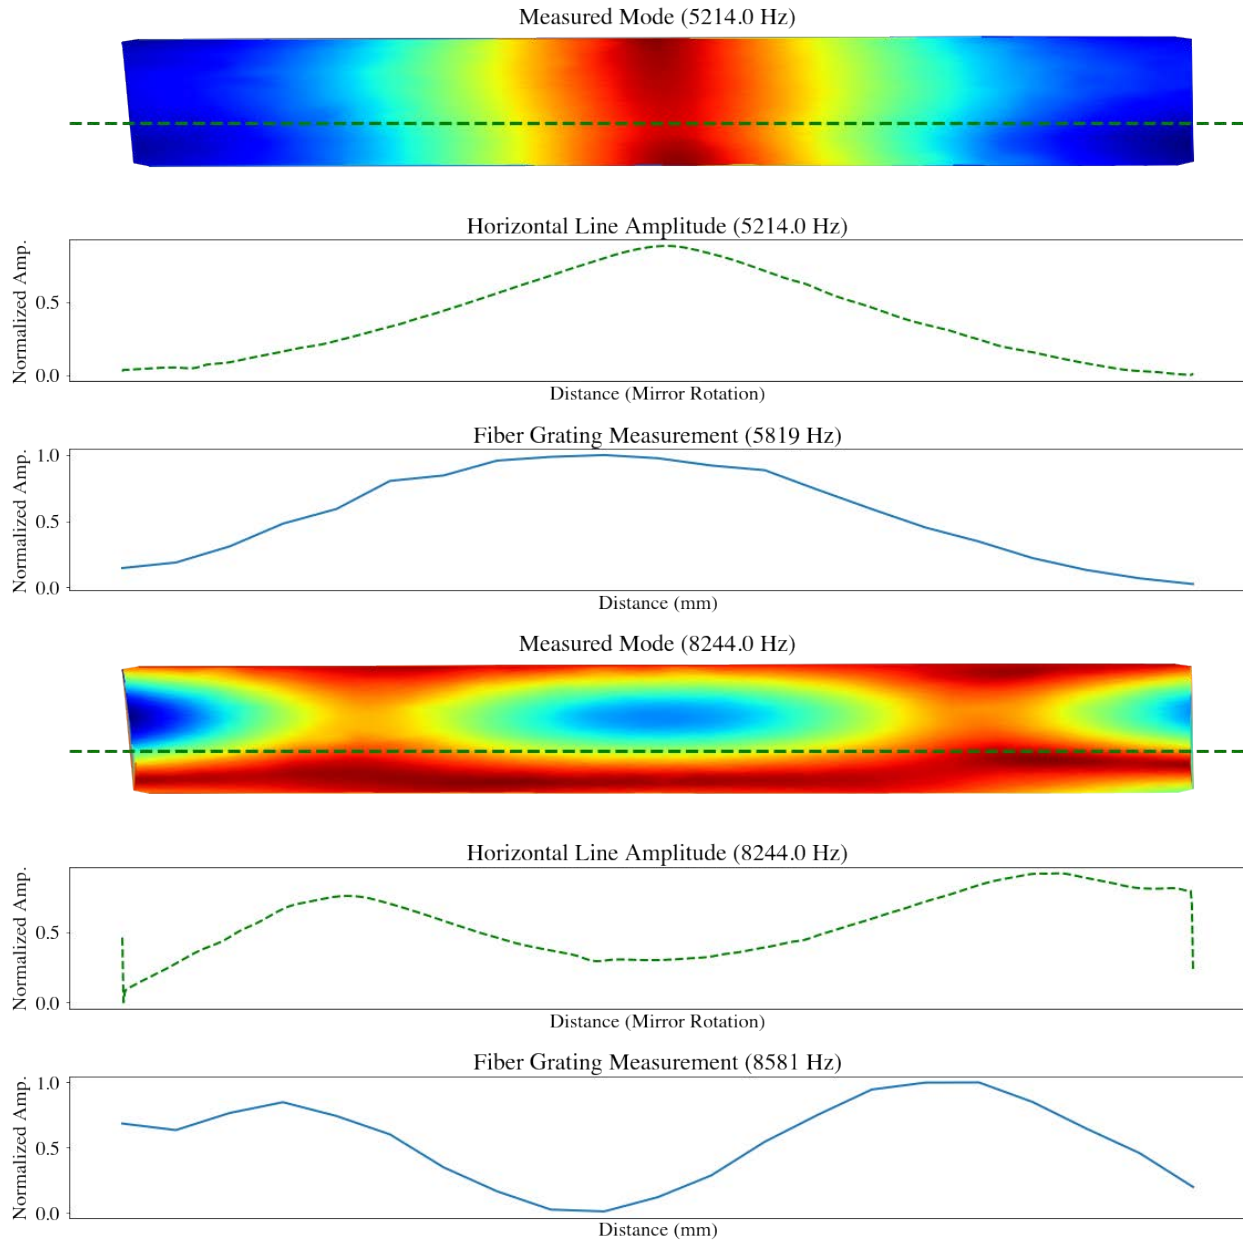 Measured Mode (5214.0 Hz)
Horizontal Line Amplitude (5214.0 Hz)
Normalized Amp.
0.5
0.0
Distance (Mirror Rotation)
Fiber Grating Measurement (5819 Hz)
Normalized Amp.
1.0
0.5
0.0
Distance (mm)
Measured Mode (8244.0 Hz)
Horizontal Line Amplitude (8244.0 Hz)
Normalized Amp.
0.5
0.0
Distance (Mirror Rotation)
Fiber Grating Measurement (8581 Hz)
Normalized Amp.
1.0
0.5
0.0
Distance (mm)